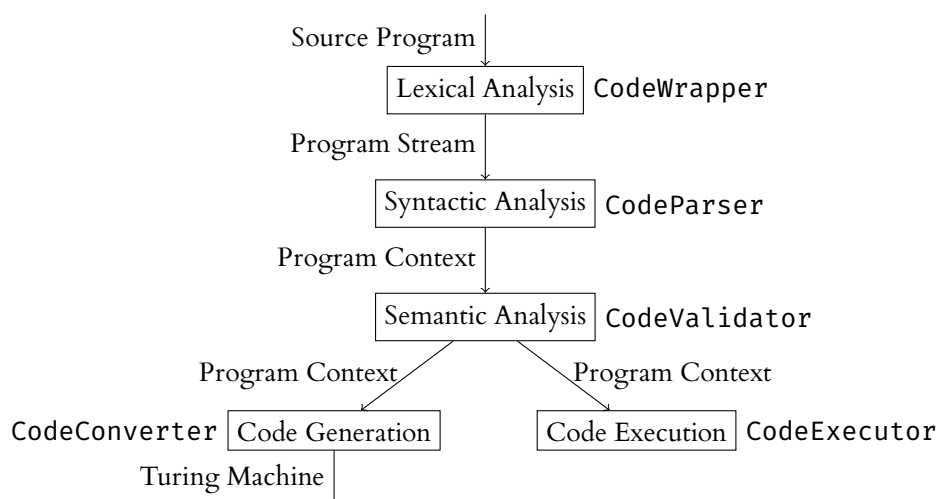 Source Program
Lexical Analysis CodeWrapper
Program Stream
Syntactic Analysis CodeParser
Program Context
Semantic Analysis CodeValidator
Program Context Program Context
CodeConverter Code Generation Code Execution CodeExecutor
Turing Machine